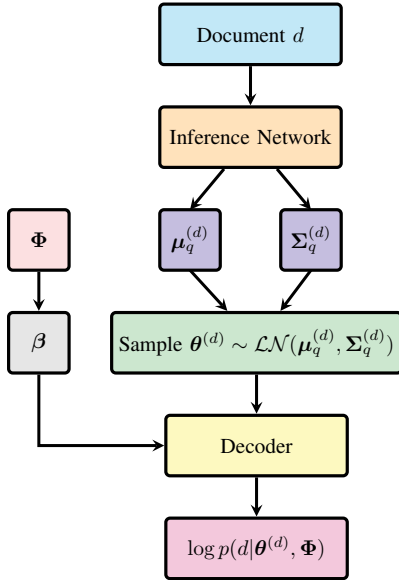 Document d
Inference Network
Φ
μ_q^{(d)}
Σ_q^{(d)}
β
Sample θ^{(d)} ∼ ℒ𝒩(μ_q^{(d)}, Σ_q^{(d)})
Decoder
log p(d|θ^{(d)}, Φ)